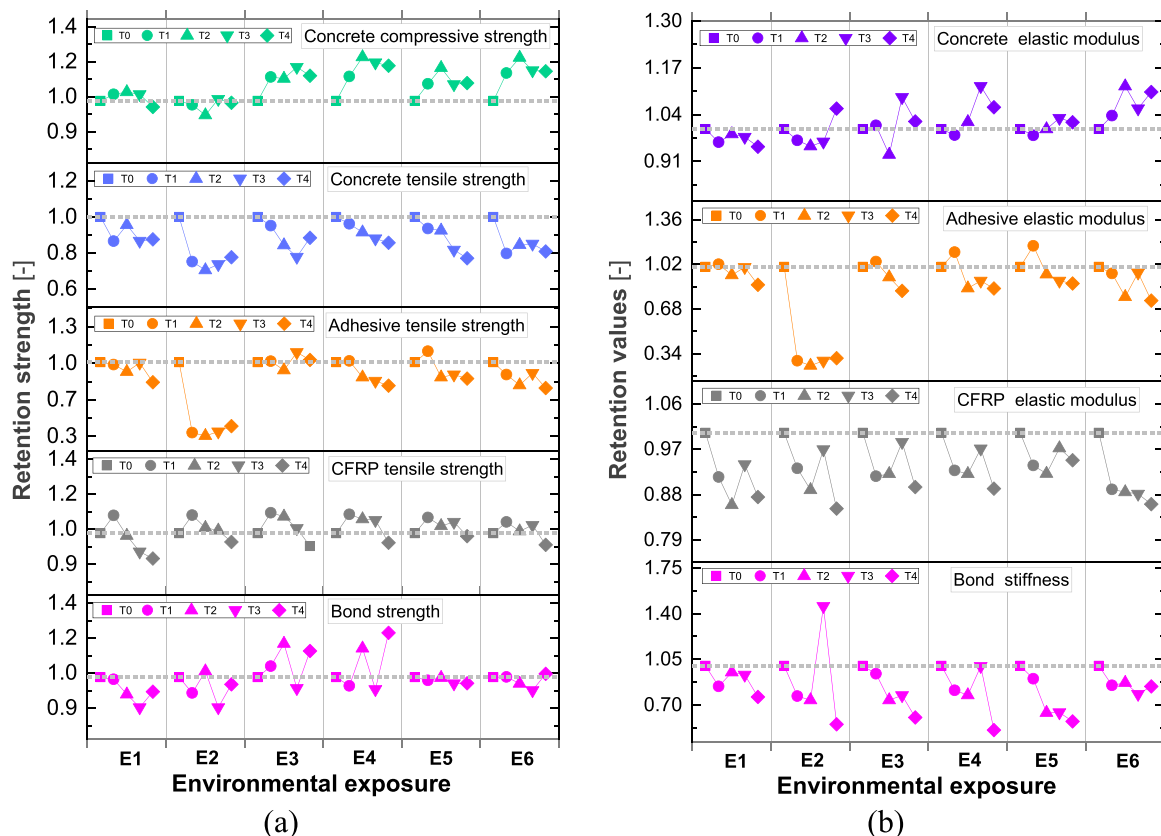 Retention strength [-]
1.4
1.2
1.0
0.9
T0 T1 T2 T3 T4
Concrete compressive strength
1.2
1.0
0.8
0.6
T0 T1 T2 T3 T4
Concrete tensile strength
1.3
1.0
0.7
0.3
T0 T1 T2 T3 T4
Adhesive tensile strength
1.4
1.2
1.0
0.9
T0 T1 T2 T3 T4
CFRP tensile strength
1.4
1.2
1.0
0.9
T0 T1 T2 T3 T4
Bond strength
E1 E2 E3 E4 E5 E6
Environmental exposure
(a)
Retention values [-]
1.30
1.17
1.04
0.91
T0 T1 T2 T3 T4
Concrete elastic modulus
1.36
1.02
0.68
0.34
T0 T1 T2 T3 T4
Adhesive elastic modulus
1.06
0.97
0.88
0.79
T0 T1 T2 T3 T4
CFRP elastic modulus
1.75
1.40
1.05
0.70
T0 T1 T2 T3 T4
Bond stiffness
E1 E2 E3 E4 E5 E6
Environmental exposure
(b)